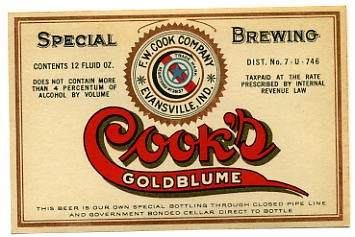 SPECIAL BREWING
F.W. COOK COMPANY
EVANSVILLE, IND.
CONTENTS 12 FLUID OZ.
DOES NOT CONTAIN MORE
THAN 4 PERCENTUM OF
ALCOHOL BY VOLUME
DIST. No. 7-U-746
TAXPAID AT THE RATE
PRESCRIBED BY INTERNAL
REVENUE LAW
Cook's
GOLDBLUME
THIS BEER IS OUR OWN SPECIAL BOTTLING THROUGH CLOSED PIPE LINE
AND GOVERNMENT BONDED CELLAR DIRECT TO BOTTLE